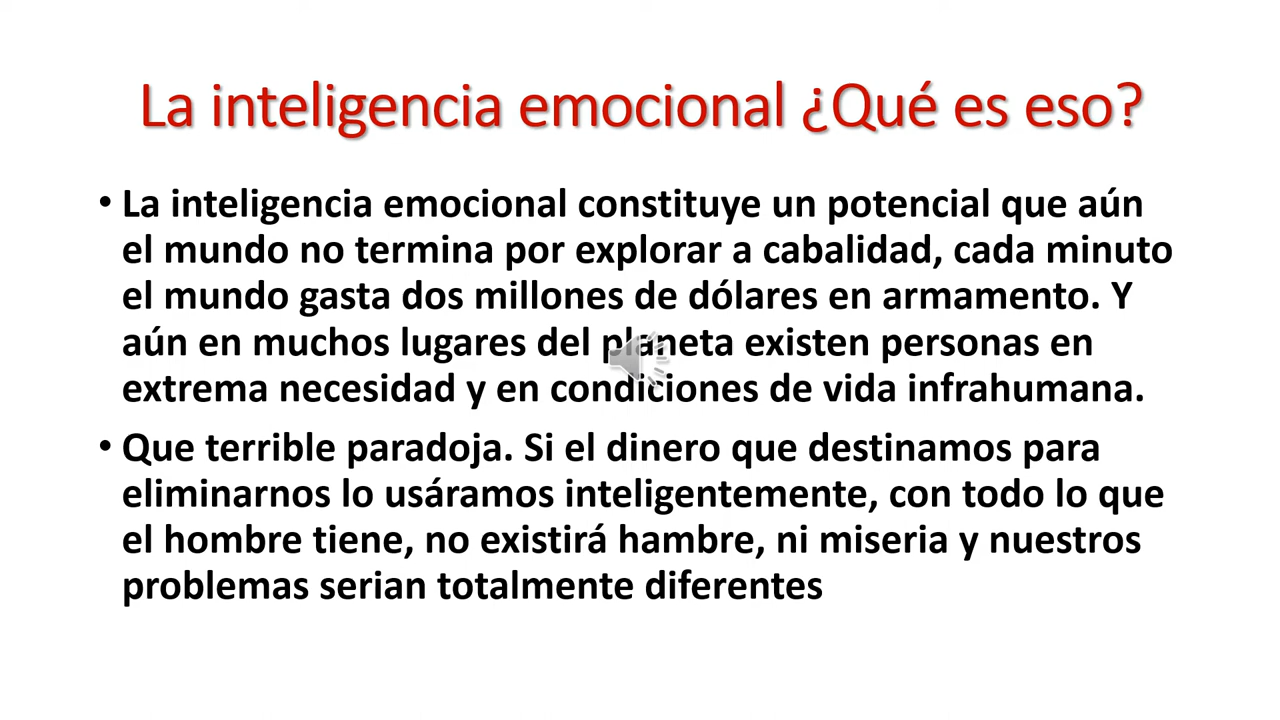 La inteligencia emocional ¿Qué es eso?
• La inteligencia emocional constituye un potencial que aún
el mundo no termina por explorar a cabalidad, cada minuto
el mundo gasta dos millones de dólares en armamento. Y
aún en muchos lugares del planeta existen personas en
extrema necesidad y en condiciones de vida infrahumana.
• Que terrible paradoja. Si el dinero que destinamos para
eliminarnos lo usáramos inteligentemente, con todo lo que
el hombre tiene, no existirá hambre, ni miseria y nuestros
problemas serian totalmente diferentes